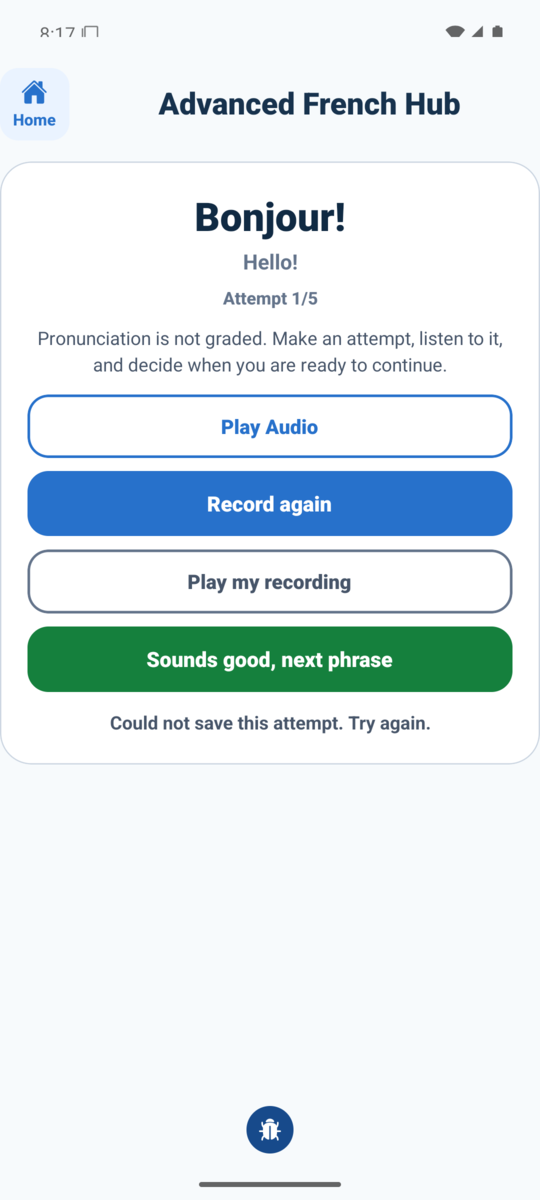 8:17
Home
Advanced French Hub
Bonjour!
Hello!
Attempt 1/5
Pronunciation is not graded. Make an attempt, listen to it,
and decide when you are ready to continue.
Play Audio
Record again
Play my recording
Sounds good, next phrase
Could not save this attempt. Try again.